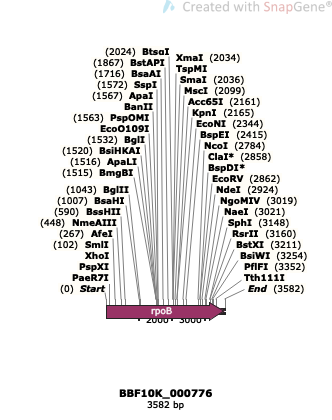 Created with SnapGene®
(2024) BtsαI
(1867) BstAPI
(1716) BsaAI
(1572) SspI
(1567) ApaI
BanII
(1563) PspOMI
EcoO109I
(1532) BglI
(1520) BsiHKAI
(1516) ApaLI
(1515) BmgBI
(1043) BglII
(1007) BsaHI
(590) BssHII
(448) NmeAIII
(267) AfeI
(102) SmlI
XhoI
PspXI
PaeR7I
(0) Start
XmaI (2034)
TspMI
SmaI (2036)
MscI (2099)
Acc65I (2161)
KpnI (2165)
EcoNI (2344)
BspEI (2415)
NcoI (2784)
ClaI* (2858)
BspDI*
EcoRV (2862)
NdeI (2924)
NgoMIV (3019)
NaeI (3021)
SphI (3148)
RsrII (3160)
BstXI (3211)
BsiWI (3254)
PflFI (3352)
Tth111I
End (3582)
rpoB
2000 3000
BBF10K_000776
3582 bp